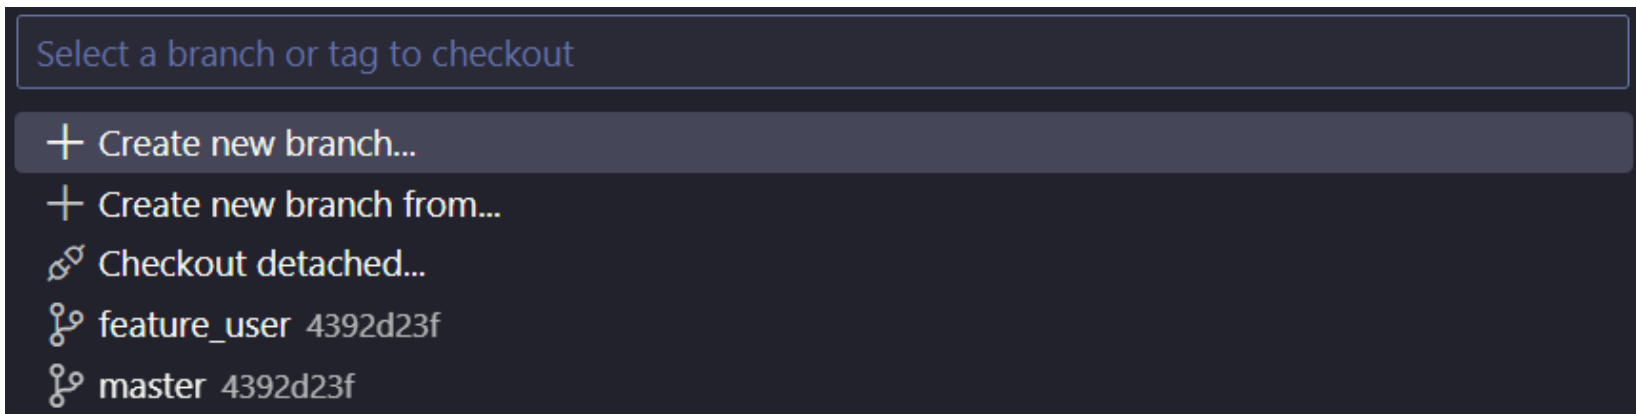 Select a branch or tag to checkout
Create new branch...
Create new branch from...
Checkout detached...
feature_user 4392d23f
master 4392d23f